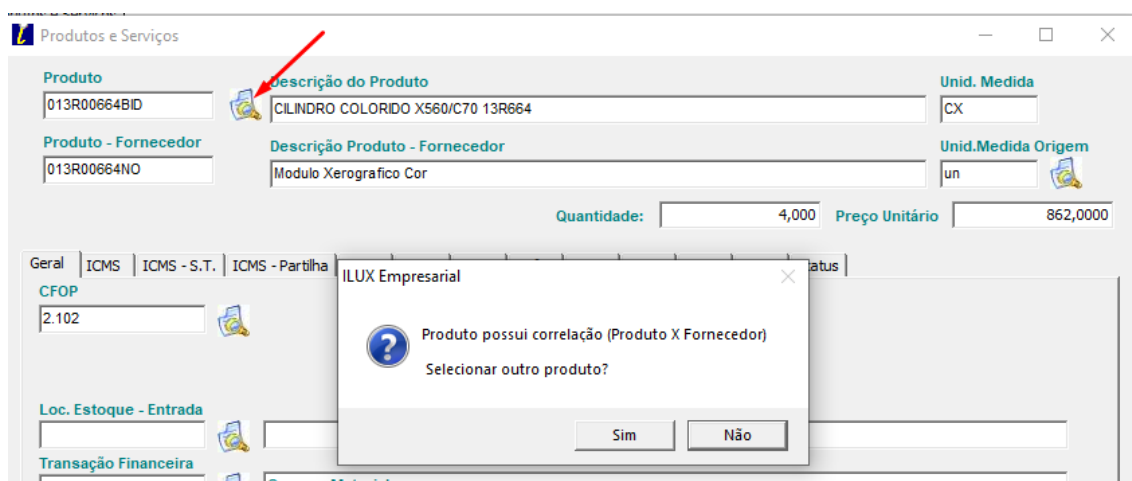 Produtos e Serviços
Produto
Descrição do Produto
Unid. Medida
013R00664BID
CILINDRO COLORIDO X560/C70 13R664
CX
Produto - Fornecedor
Descrição Produto - Fornecedor
Unid.Medida Origem
013R00664NO
Modulo Xerografico Cor
un
Quantidade:
4,000
Preço Unitário
862,0000
Geral
ICMS
ICMS - S.T.
ICMS - Partilha
CFOP
2.102
ILUX Empresarial
Produto possui correlação (Produto X Fornecedor)
Selecionar outro produto?
Sim
Não
Loc. Estoque - Entrada
Transação Financeira